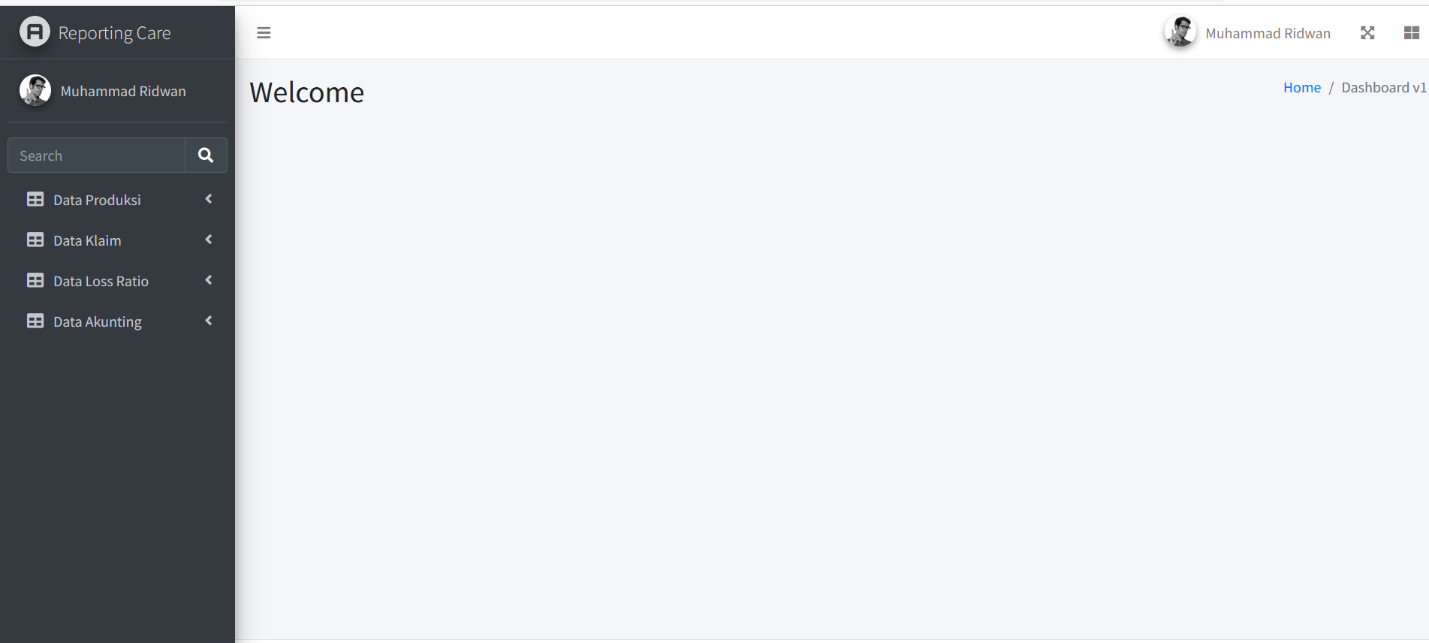 Reporting Care
Muhammad Ridwan
Muhammad Ridwan
Search
Data Produksi
Data Klaim
Data Loss Ratio
Data Akunting
Welcome
Home / Dashboard v1